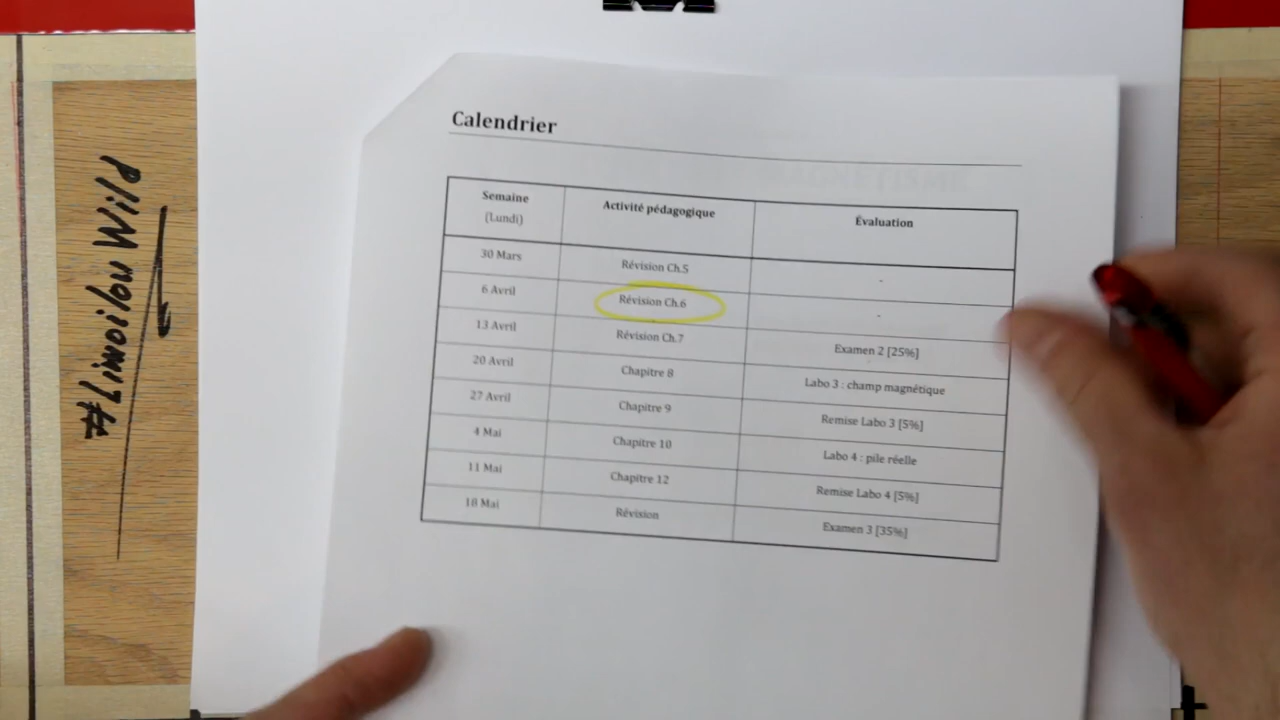 #Limoilou Wild
Calendrier
Semaine (Lundi) Activité pédagogique Évaluation
30 Mars Révision Ch.5 -
6 Avril Révision Ch.6 -
13 Avril Révision Ch.7 Examen 2 [25%]
20 Avril Chapitre 8 Labo 3 : champ magnétique
27 Avril Chapitre 9 Remise Labo 3 [5%]
4 Mai Chapitre 10 Labo 4 : pile réelle
11 Mai Chapitre 12 Remise Labo 4 [5%]
18 Mai Révision Examen 3 [35%]